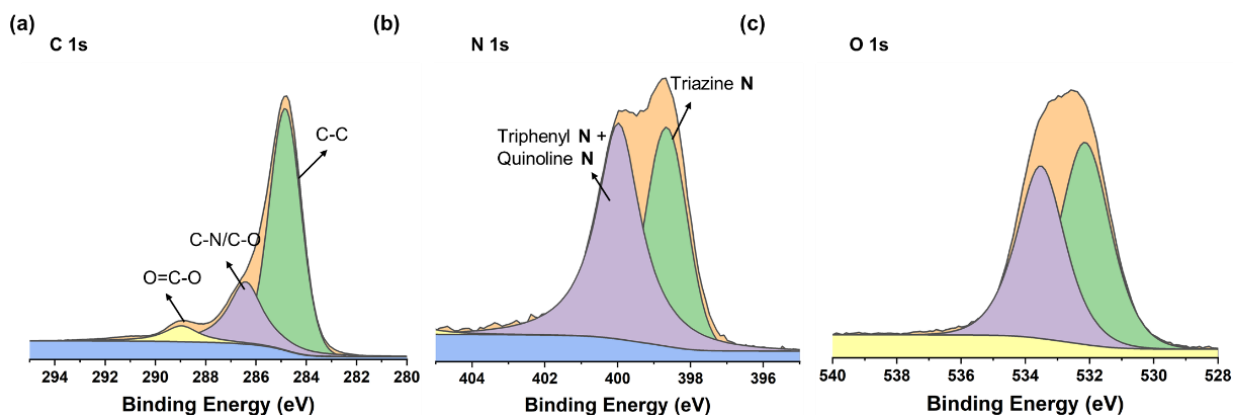 (a)
C 1s
C-C
C-N/C-O
O=C-O
294 292 290 288 286 284 282 280
Binding Energy (eV)
(b)
N 1s
Triazine N
Triphenyl N +
Quinoline N
404 402 400 398 396
Binding Energy (eV)
(c)
O 1s
540 538 536 534 532 530 528
Binding Energy (eV)